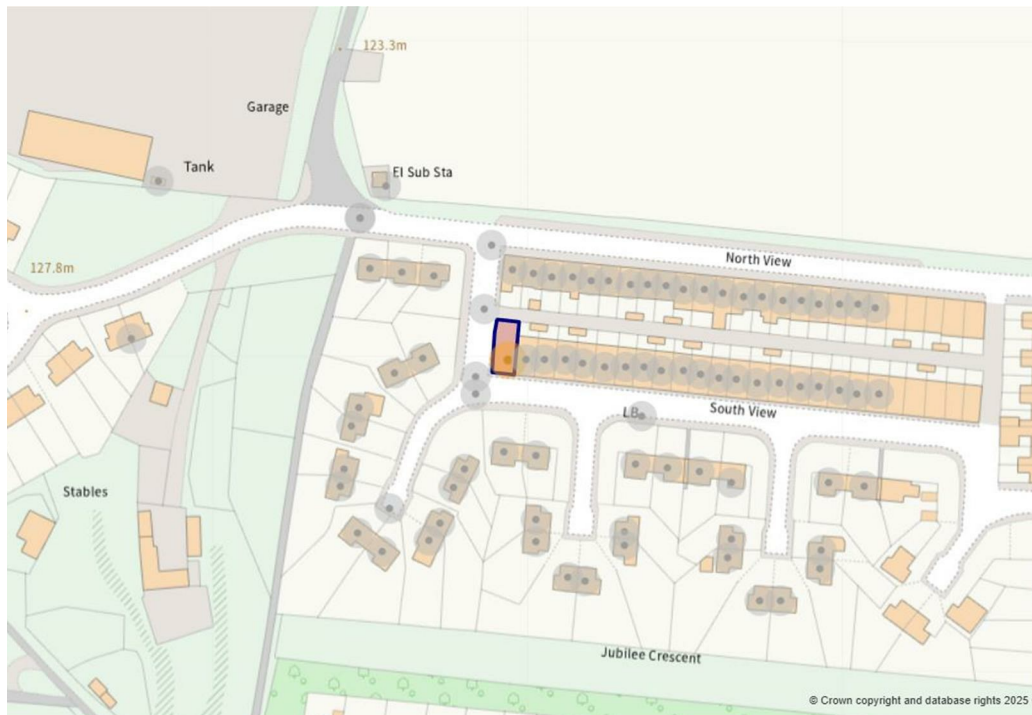 123.3m
Garage
Tank
El Sub Sta
127.8m
North View
LB
South View
Stables
Jubilee Crescent
© Crown copyright and database rights 2025